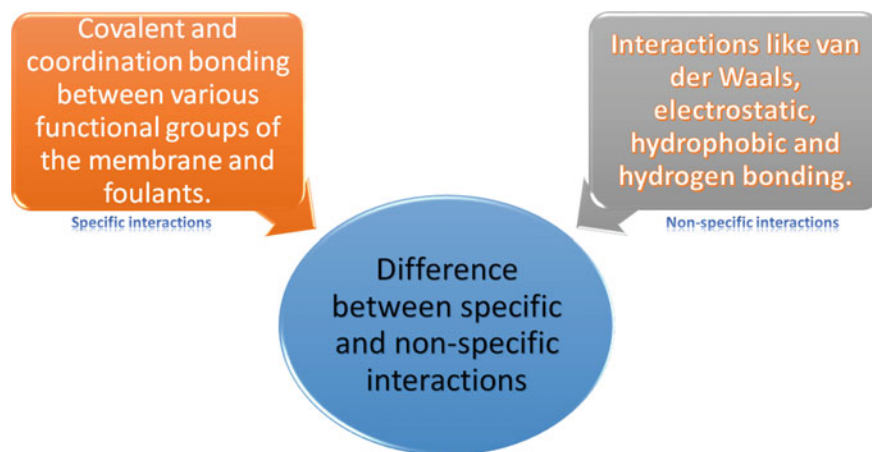 Covalent and
coordination bonding
between various
functional groups of
the membrane and
foulants.
Specific interactions
Interactions like van
der Waals,
electrostatic,
hydrophobic and
hydrogen bonding.
Non-specific interactions
Difference
between specific
and non-specific
interactions